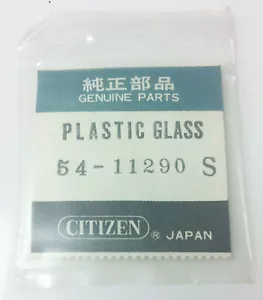 純正部品
GENUINE PARTS
PLASTIC GLASS
54-11290 S
CITIZEN ® JAPAN